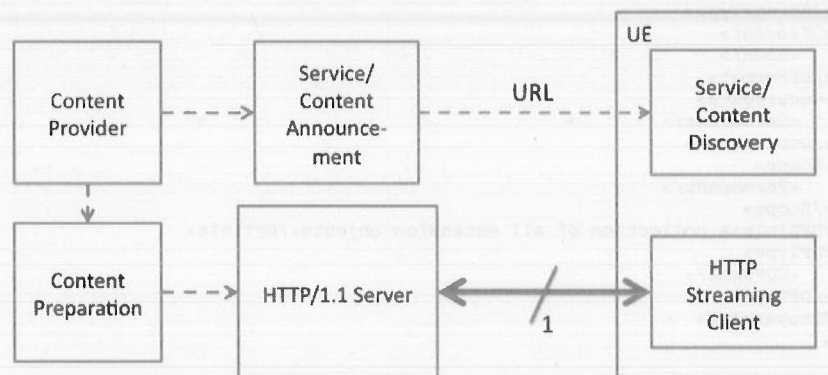 UE
Content
Provider
Service/
Content
Announce-
ment
URL
Service/
Content
Discovery
Content
Preparation
HTTP/1.1 Server
1
HTTP
Streaming
Client